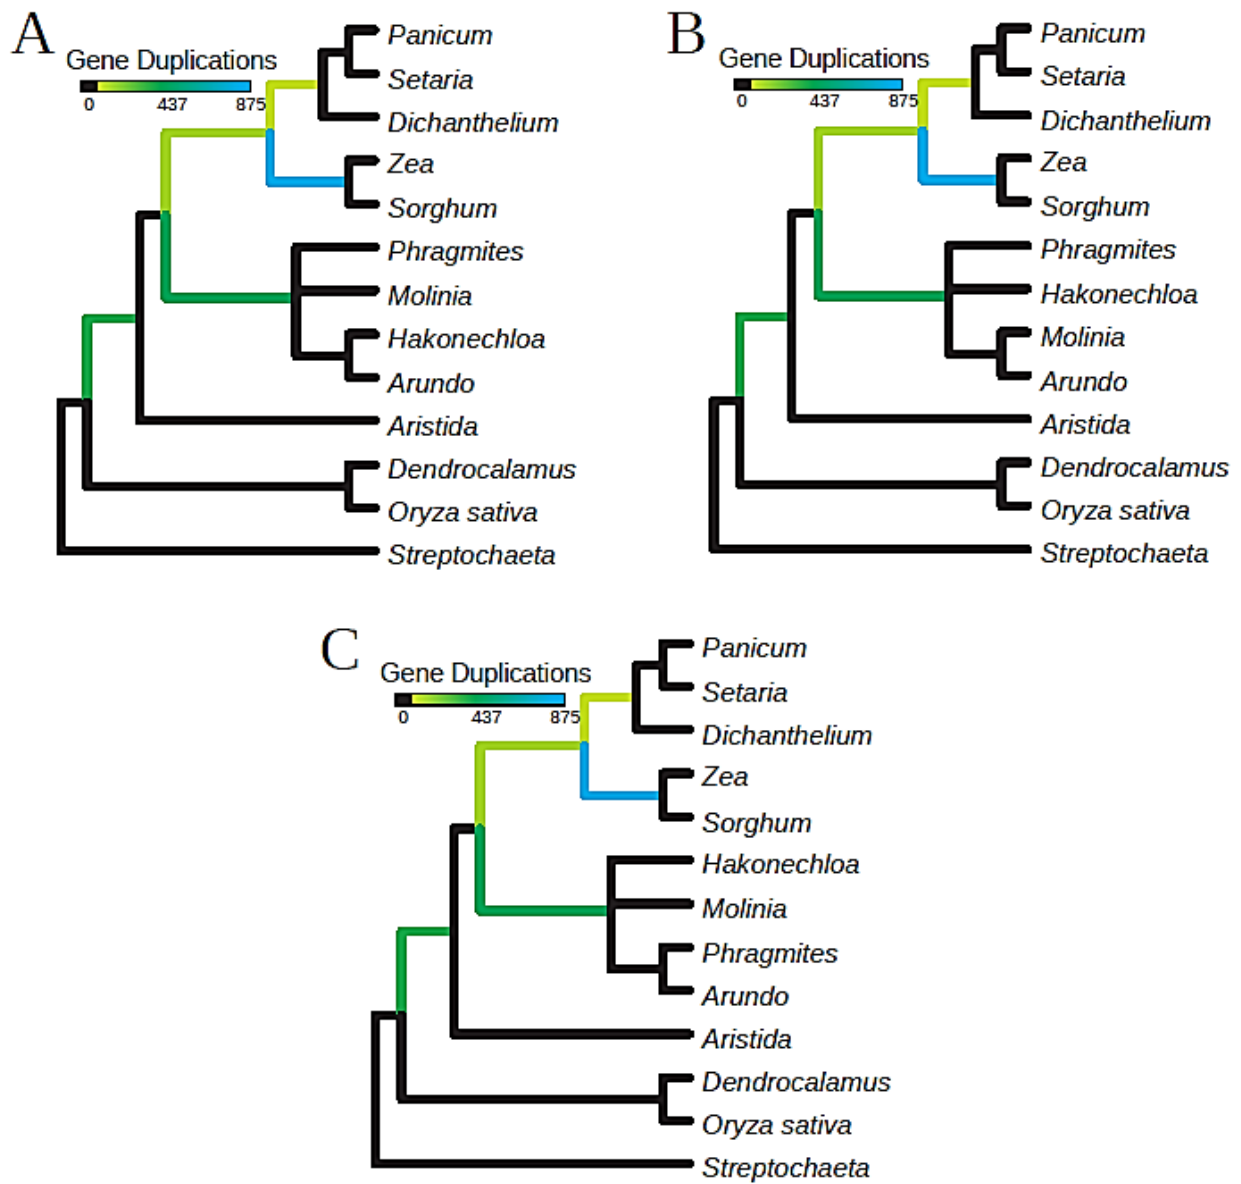 A
Gene Duplications
0 437 875
Panicum
Setaria
Dichanthelium
Zea
Sorghum
Phragmites
Molinia
Hakonechloa
Arundo
Aristida
Dendrocalamus
Oryza sativa
Streptochaeta
B
Gene Duplications
0 437 875
Panicum
Setaria
Dichanthelium
Zea
Sorghum
Phragmites
Hakonechloa
Molinia
Arundo
Aristida
Dendrocalamus
Oryza sativa
Streptochaeta
C
Gene Duplications
0 437 875
Panicum
Setaria
Dichanthelium
Zea
Sorghum
Hakonechloa
Molinia
Phragmites
Arundo
Aristida
Dendrocalamus
Oryza sativa
Streptochaeta